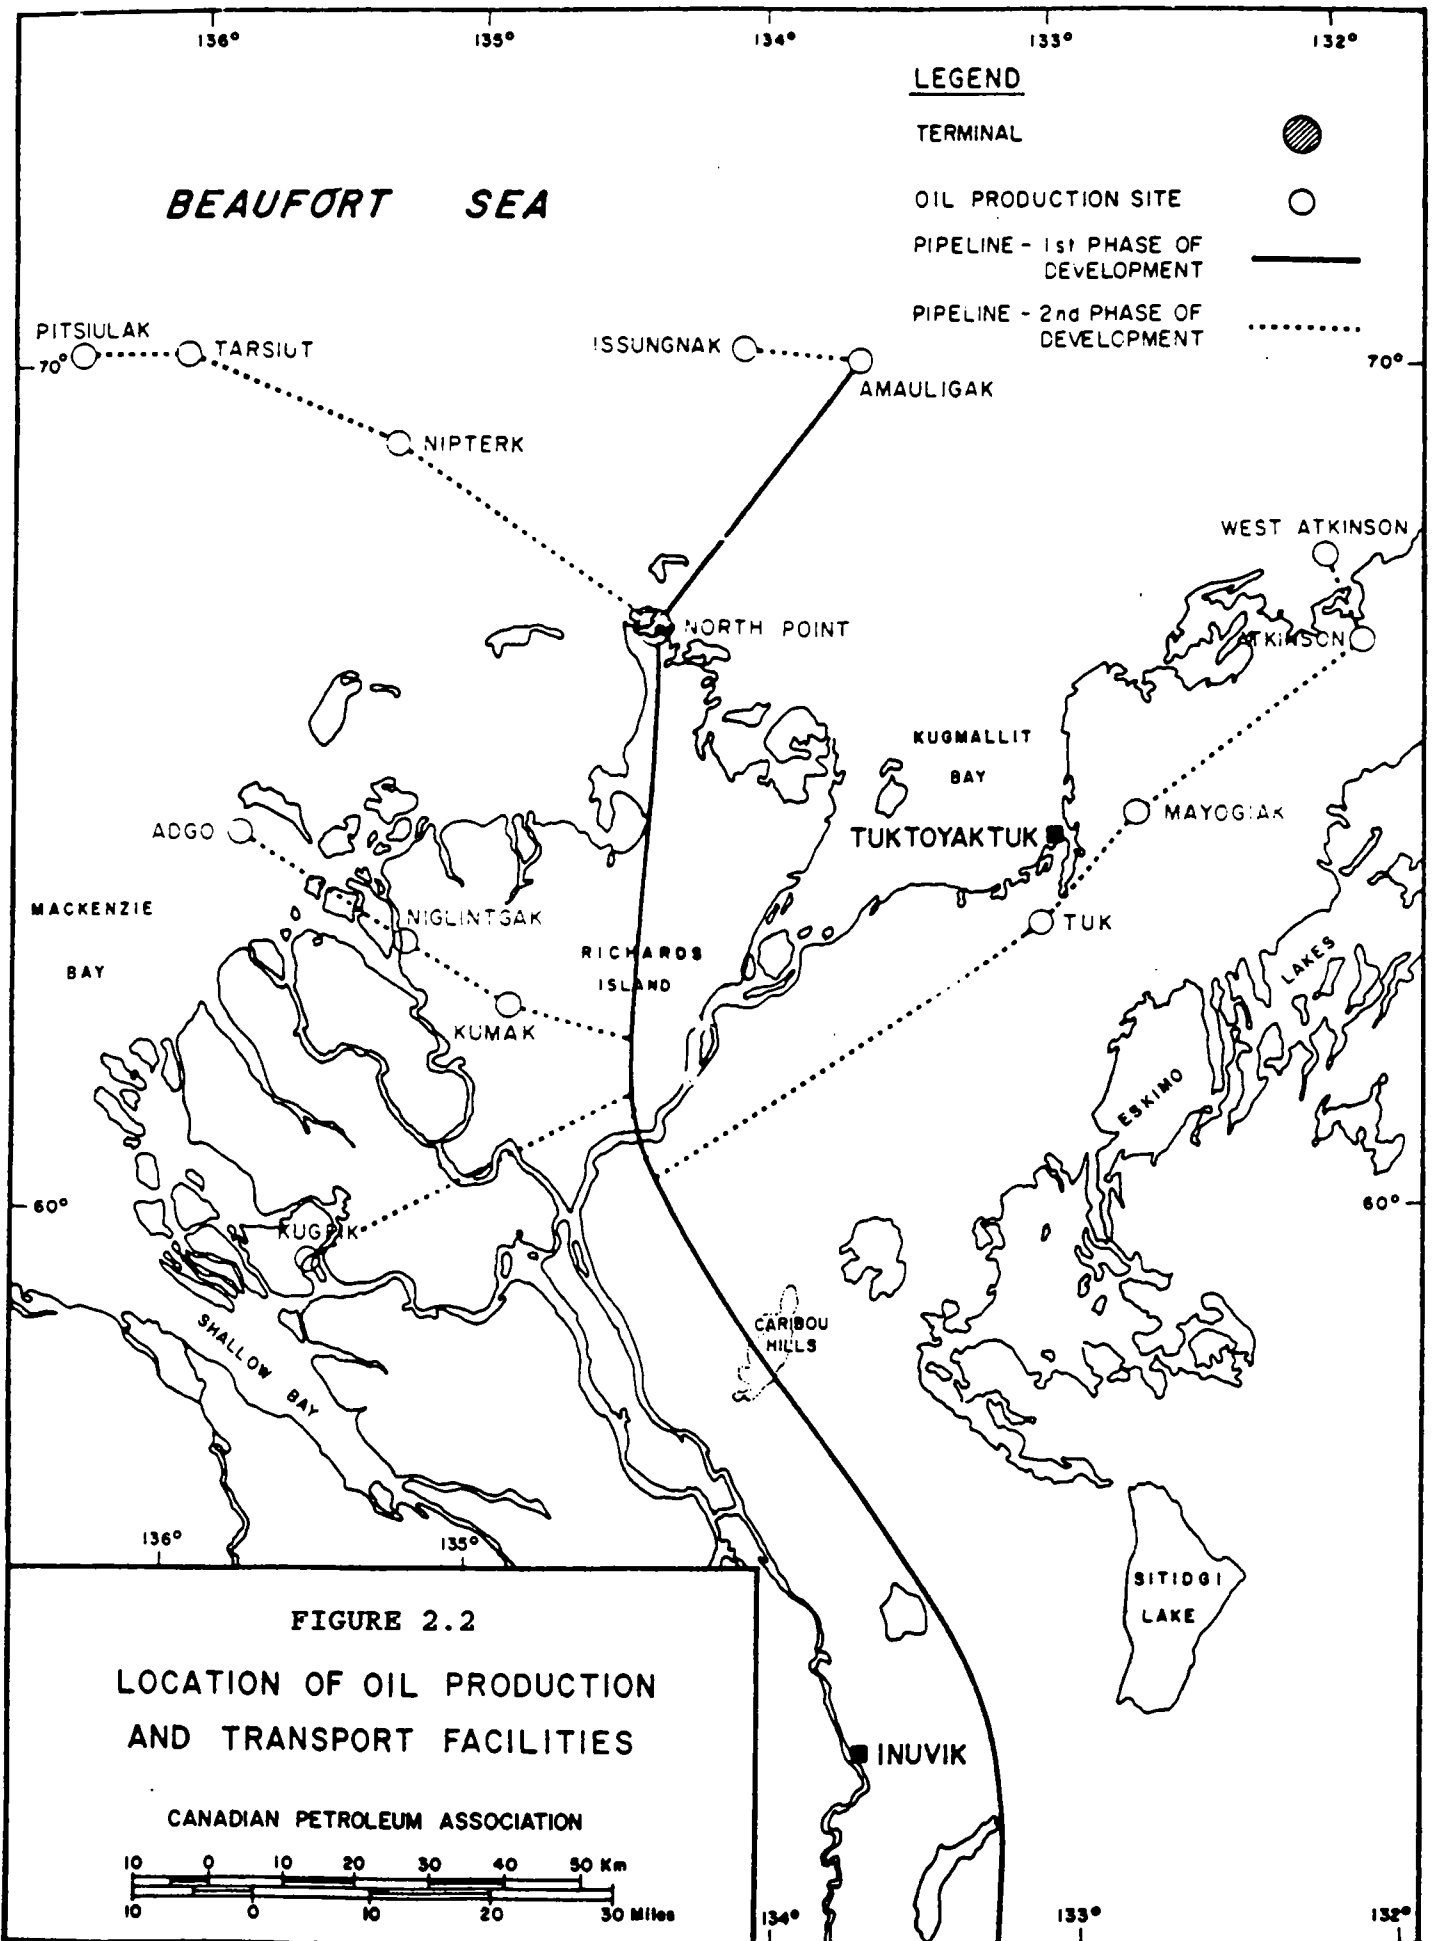 136° 135° 134° 133° 132°
LEGEND
TERMINAL
OIL PRODUCTION SITE
PIPELINE - 1st PHASE OF
DEVELOPMENT
PIPELINE - 2nd PHASE OF
DEVELOPMENT
BEAUFORT SEA
PITSIULAK
TARSIUT
ISSUNGNAK
70°
70°
AMAULIGAK
NIPTERK
WEST ATKINSON
NORTH POINT
ATKINSON
KUGMALLIT
BAY
MAYOGIAK
ADGO
TUKTOYAKTUK
MACKENZIE
BAY
NIGLINTGAK
TUK
RICHARDS
ISLAND
LAKES
KUMAK
ESKIMO
60°
60°
KUGPIK
SHALLOW BAY
CARIBOU
HILLS
136° 135°
SITIDGI
LAKE
FIGURE 2.2
LOCATION OF OIL PRODUCTION
AND TRANSPORT FACILITIES
INUVIK
CANADIAN PETROLEUM ASSOCIATION
10 0 10 20 30 40 50 Km
10 0 10 20 30 Miles
134° 133° 132°